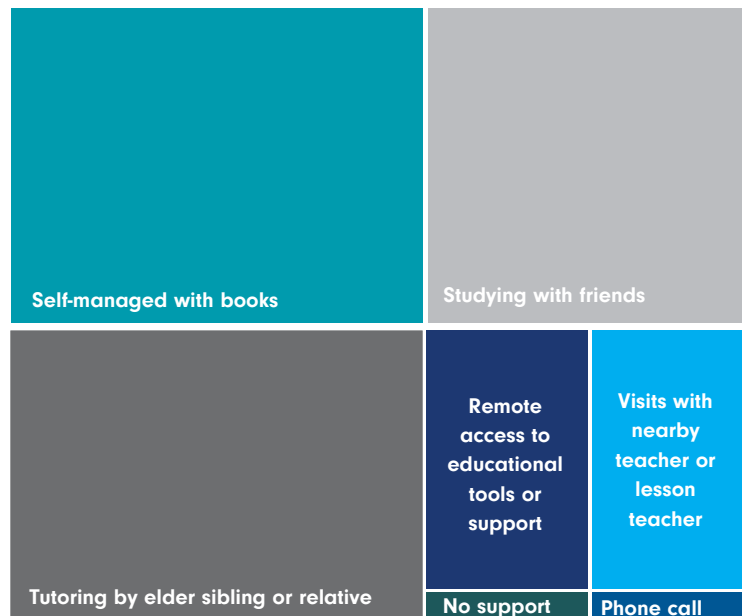 Self-managed with books
Studying with friends
Remote
access to
educational
tools or
support
Visits with
nearby
teacher or
lesson
teacher
Tutoring by elder sibling or relative
No support
Phone call